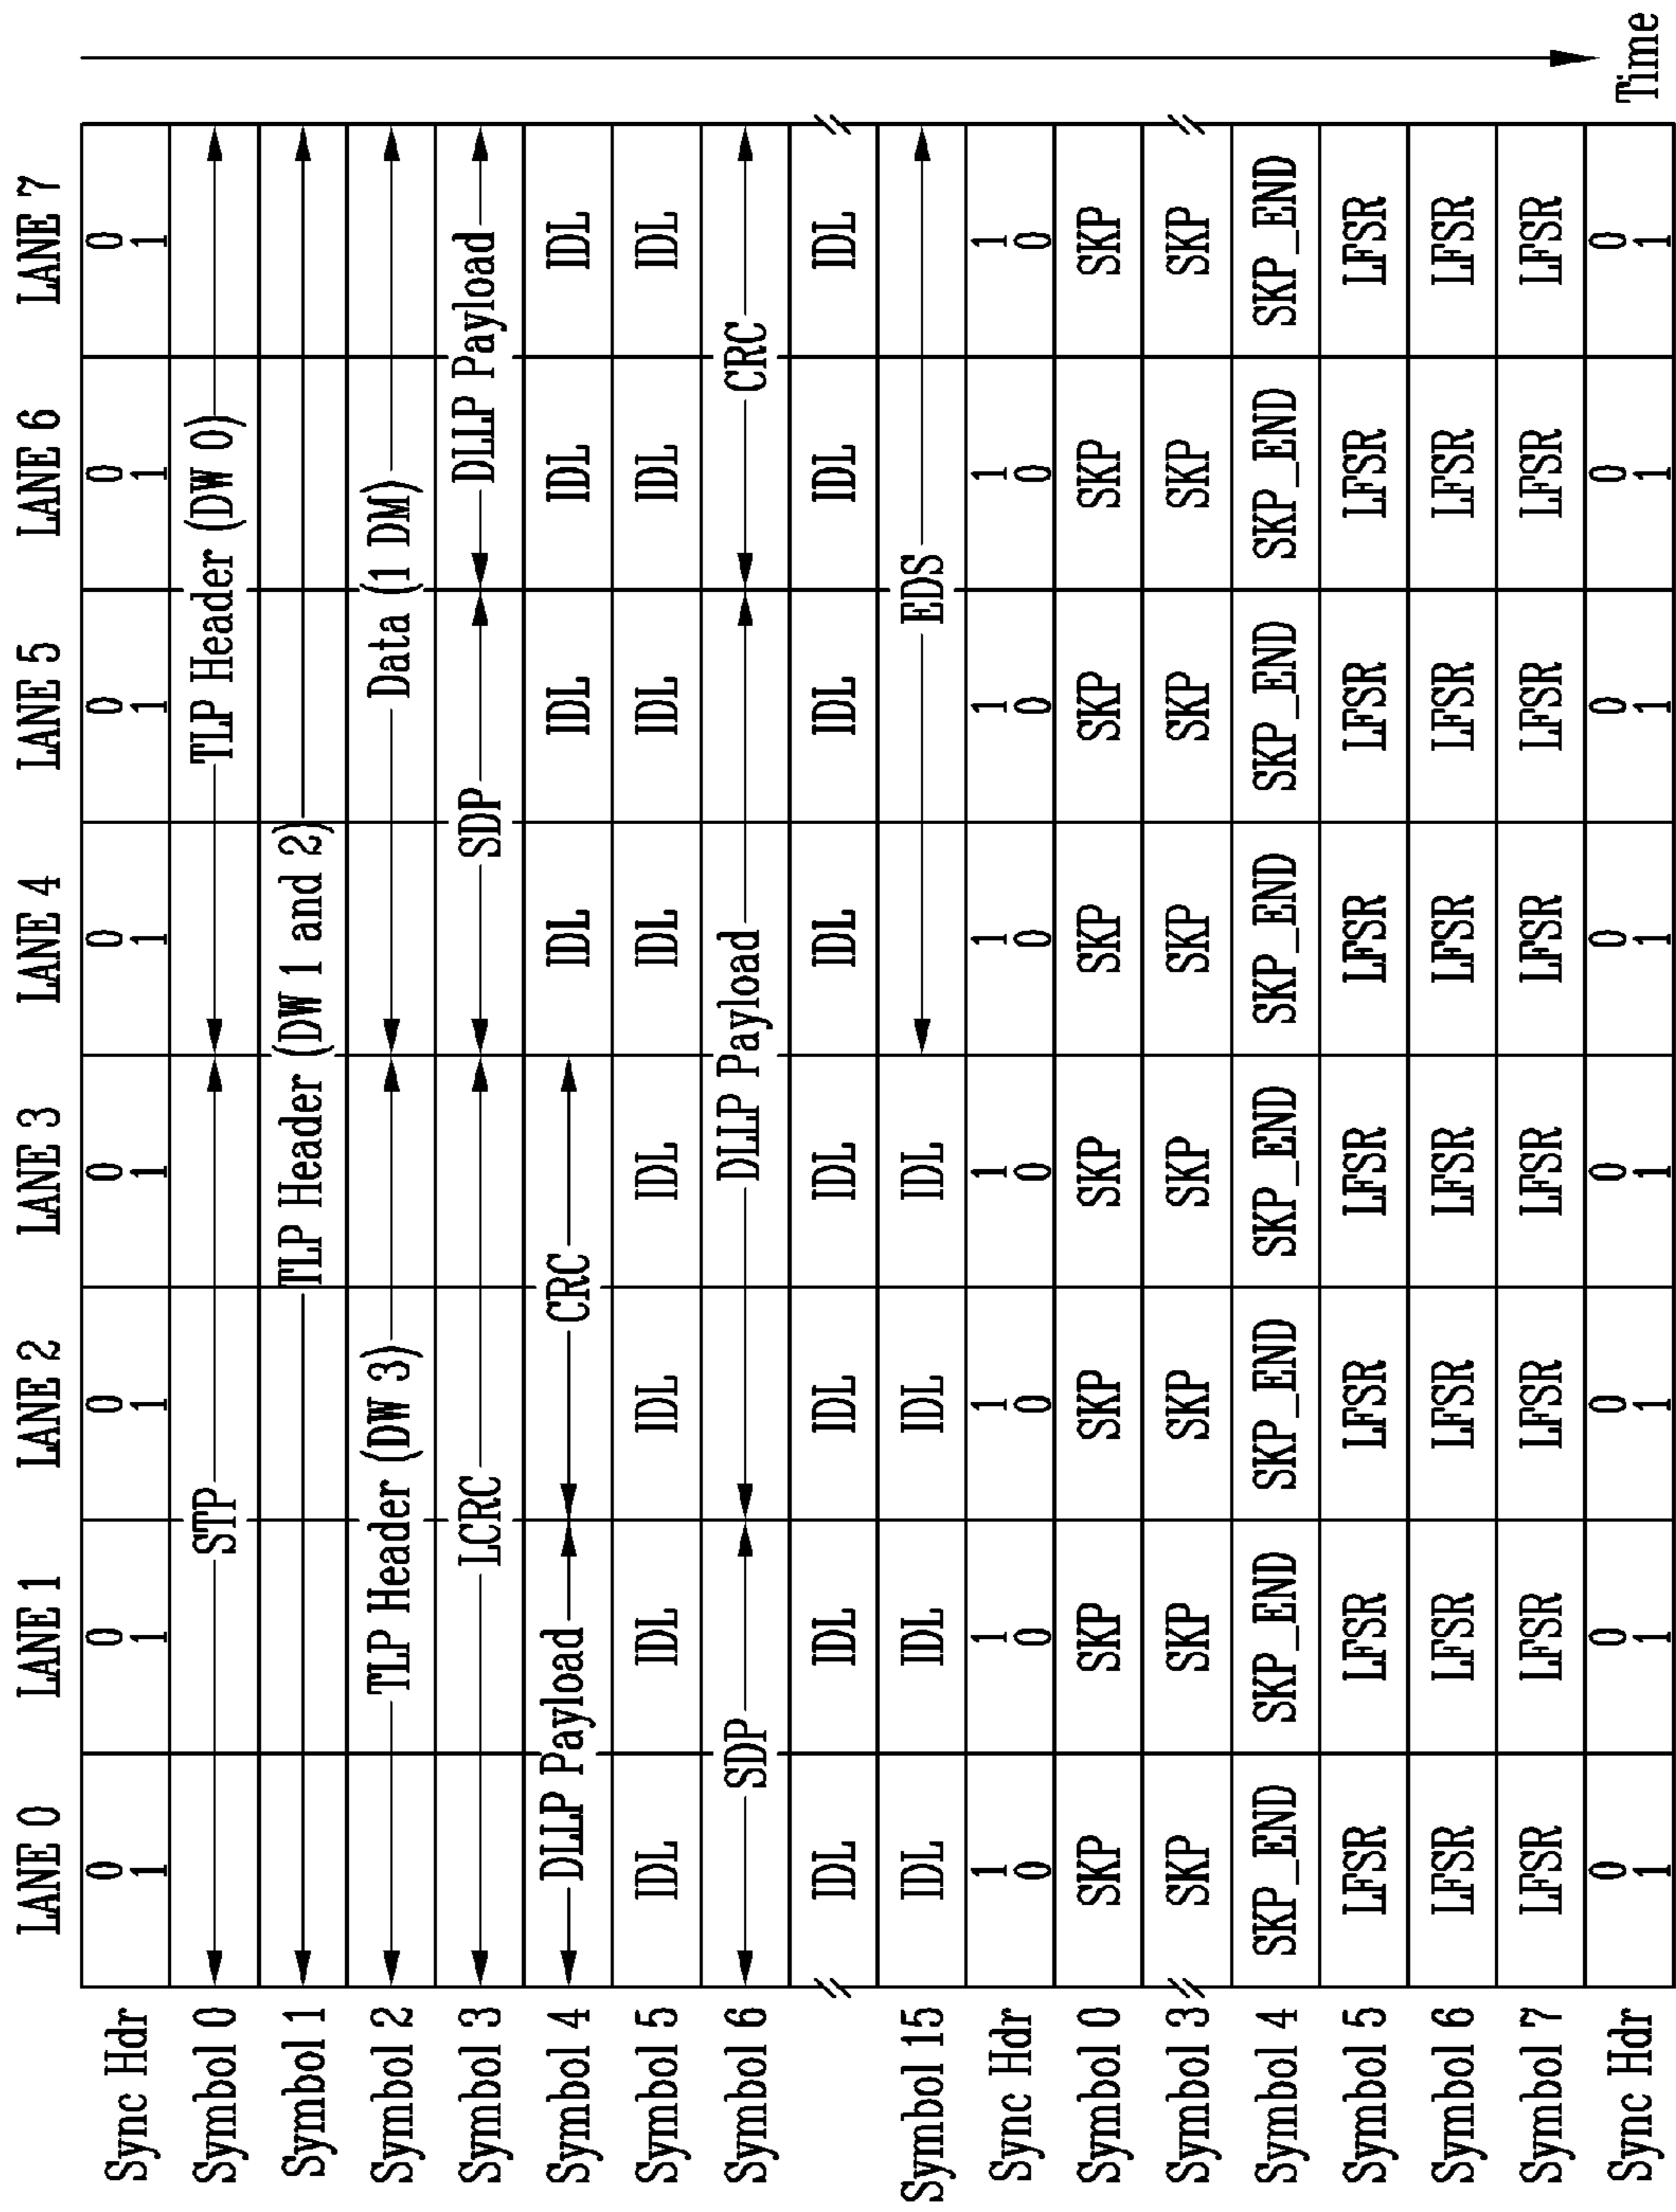 LANE 0 LANE 1 LANE 2 LANE 3 LANE 4 LANE 5 LANE 6 LANE 7
Sync Hdr 0 1 0 1 0 1 0 1 0 1 0 1 0 1 0 1
Symbol 0 STP TLP Header (DW 0)
Symbol 1 TLP Header (DW 1 and 2)
Symbol 2 TLP Header (DW 3) Data (1 DM)
Symbol 3 LCRC SDP DLLP Payload
Symbol 4 DLLP Payload CRC IDL IDL IDL IDL
Symbol 5 IDL IDL IDL IDL IDL IDL IDL IDL
Symbol 6 SDP DLLP Payload CRC
IDL IDL IDL IDL IDL IDL IDL IDL
Symbol 15 IDL IDL IDL IDL EDS
Sync Hdr 1 0 1 0 1 0 1 0 1 0 1 0 1 0 1 0
Symbol 0 SKP SKP SKP SKP SKP SKP SKP SKP
Symbol 3 SKP SKP SKP SKP SKP SKP SKP SKP
Symbol 4 SKP_END SKP_END SKP_END SKP_END SKP_END SKP_END SKP_END SKP_END
Symbol 5 LFSR LFSR LFSR LFSR LFSR LFSR LFSR LFSR
Symbol 6 LFSR LFSR LFSR LFSR LFSR LFSR LFSR LFSR
Symbol 7 LFSR LFSR LFSR LFSR LFSR LFSR LFSR LFSR
Sync Hdr 0 1 0 1 0 1 0 1 0 1 0 1 0 1 0 1
Time